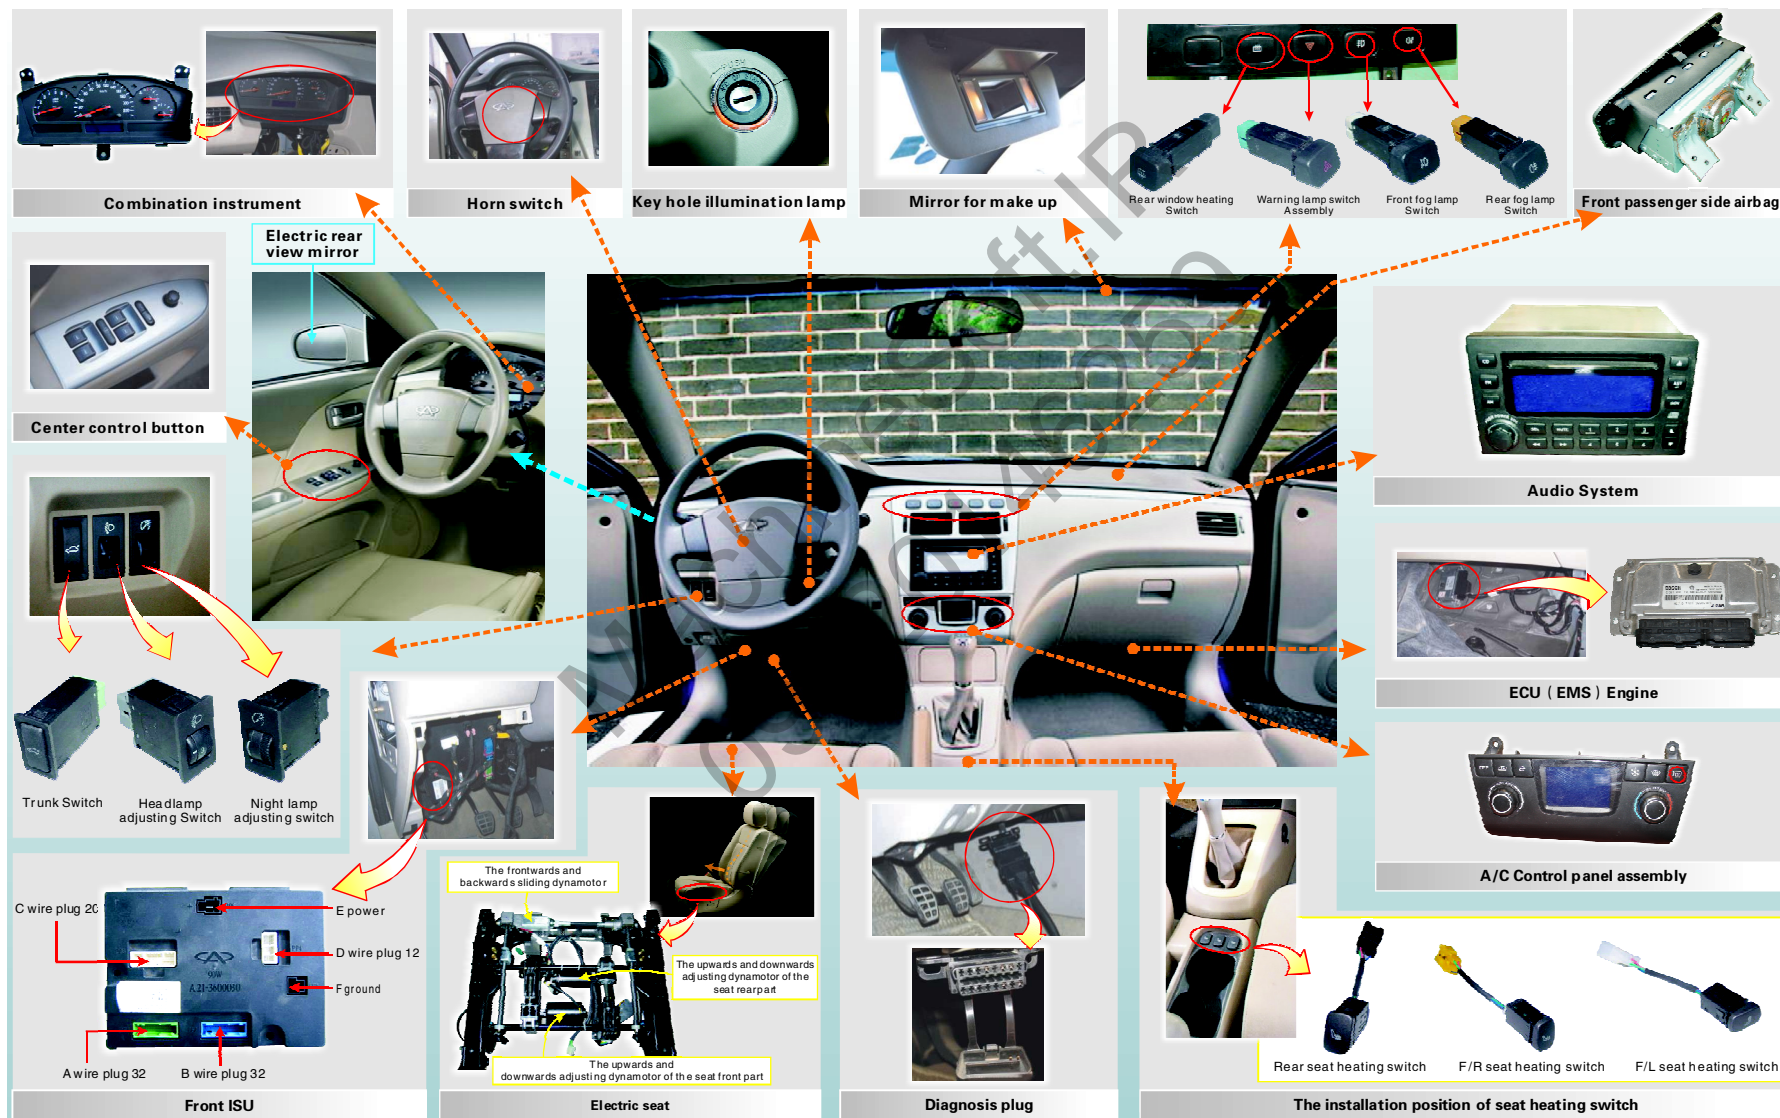 Combination instrument
Horn switch
Key hole illumination lamp
Mirror for make up
Rear window heating
Switch
Warning lamp switch
Assembly
Front fog lamp
Switch
Rear fog lamp
Switch
Front passenger side airbag
Electric rear
view mirror
Center control button
Audio System
Trunk Switch
Headlamp
adjusting Switch
Night lamp
adjusting switch
ECU ( EMS ) Engine
A/C Control panel assembly
C wire plug 20
E power
D wire plug 12
F ground
A wire plug 32
B wire plug 32
A21-3600030
Front ISU
The frontwards and
backwards sliding dynamotor
The upwards and downwards
adjusting dynamotor of the
seat rear part
The upwards and
downwards adjusting dynamotor of the seat front part
Electric seat
Diagnosis plug
Rear seat heating switch
F/R seat heating switch
F/L seat heating switch
The installation position of seat heating switch